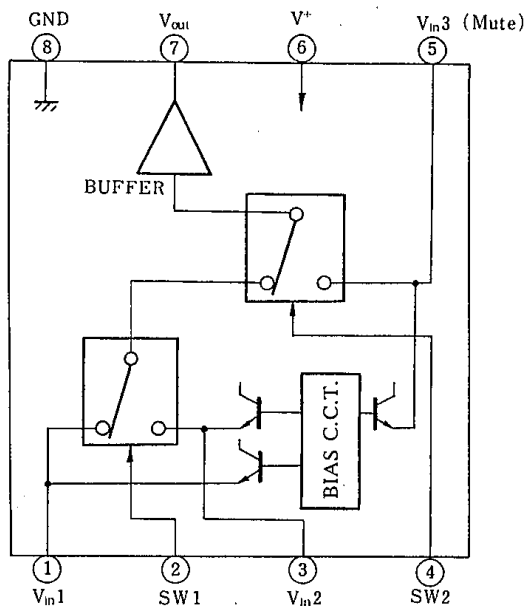 GND Vout V+ Vin3 (Mute)
8 7 6 5
BUFFER
BIAS C.C.T.
1 2 3 4
Vin1 SW1 Vin2 SW2